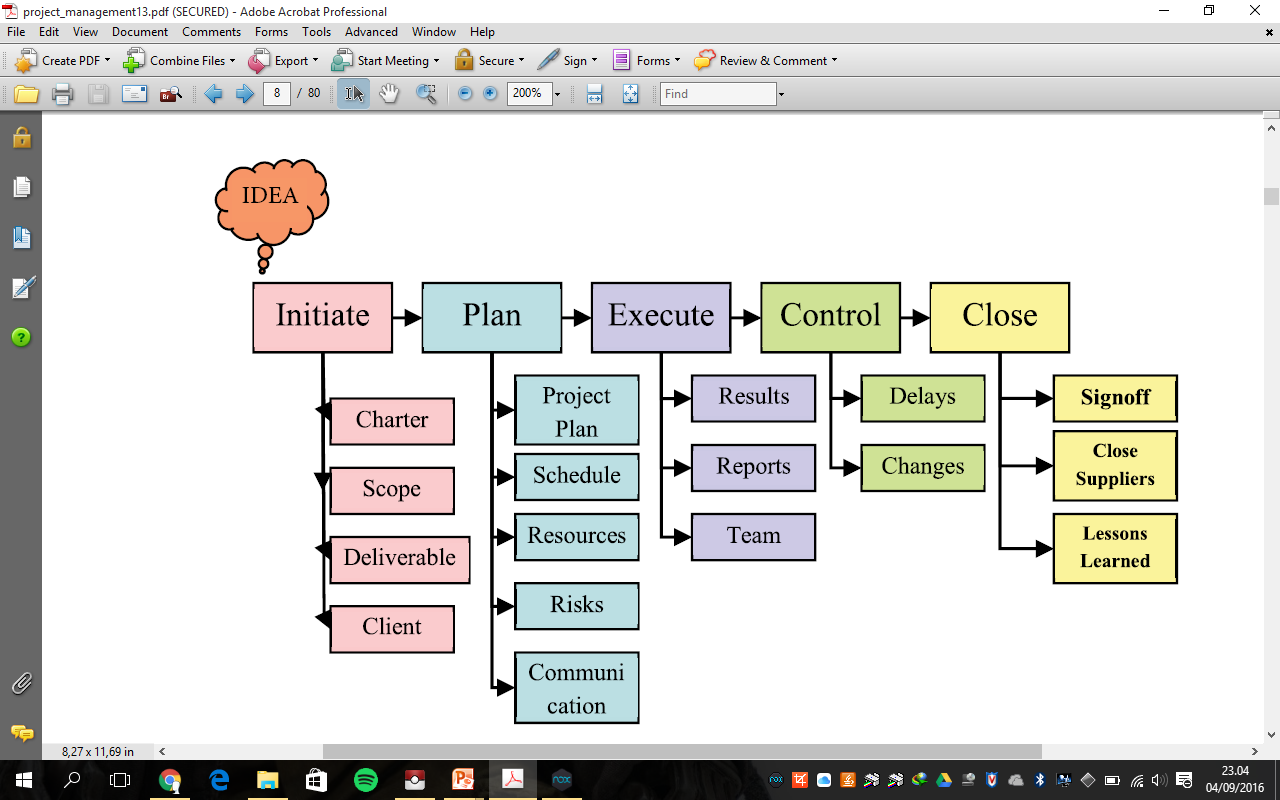 project_management13.pdf (SECURED) - Adobe Acrobat Professional
File Edit View Document Comments Forms Tools Advanced Window Help
Create PDF Combine Files Export Start Meeting Secure Sign Forms Review & Comment
8 / 80 200% Find
IDEA
Initiate Plan Execute Control Close
Charter
Scope
Deliverable
Client
Project
Plan
Schedule
Resources
Risks
Communi
cation
Results
Reports
Team
Delays
Changes
Signoff
Close
Suppliers
Lessons
Learned
8,27 x 11,69 in
23.04
04/09/2016